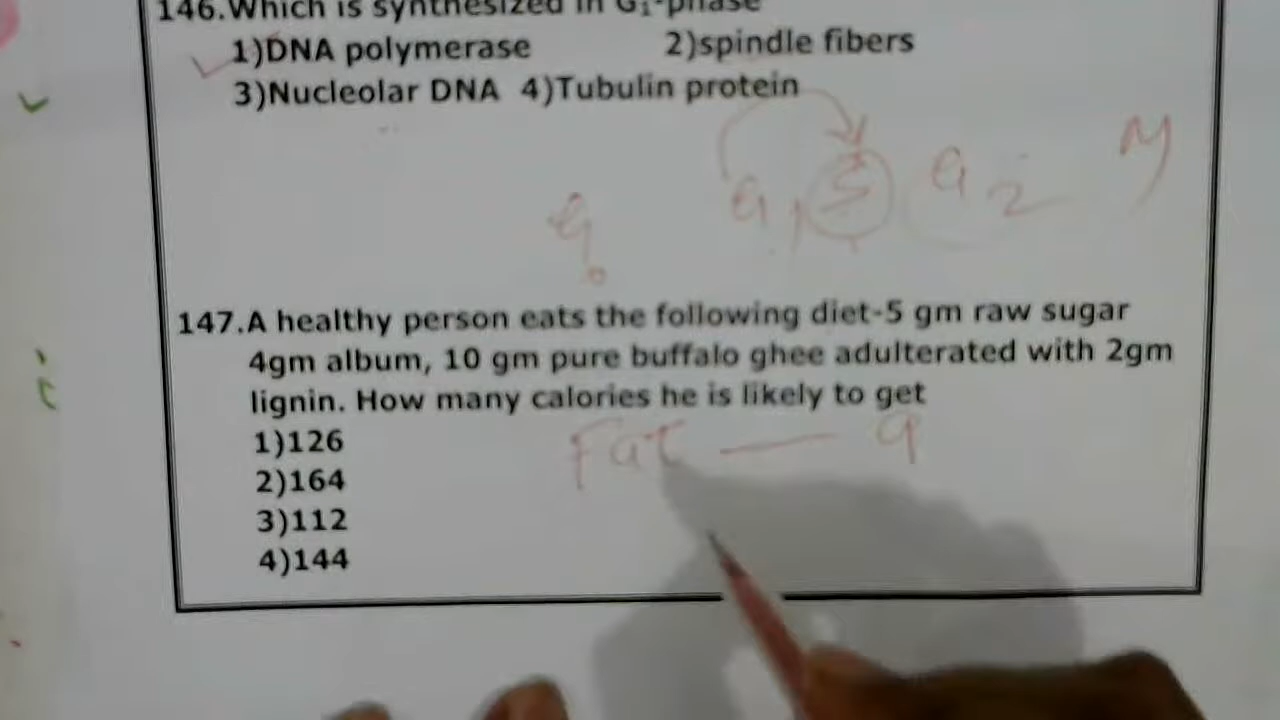 146.Which is synthesized in G₁-phase
1)DNA polymerase 2)spindle fibers
3)Nucleolar DNA 4)Tubulin protein
G₁ S G₂ M
G₀
147.A healthy person eats the following diet-5 gm raw sugar
4gm album, 10 gm pure buffalo ghee adulterated with 2gm
lignin. How many calories he is likely to get
1)126
Fat — 9
2)164
3)112
4)144